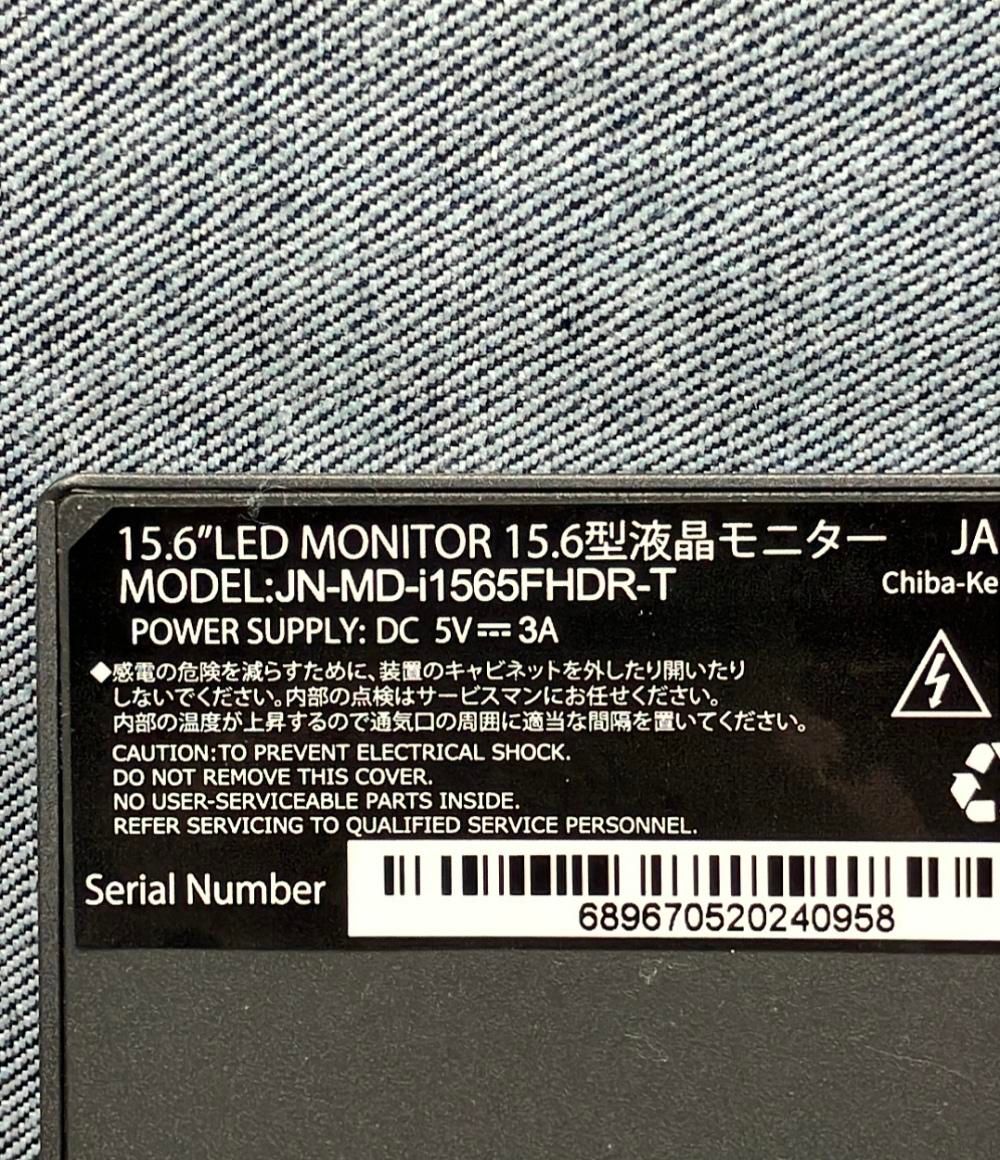 15.6”LED MONITOR 15.6型液晶モニター
JA
MODEL:JN-MD-i1565FHDR-T
Chiba-Ke
POWER SUPPLY: DC 5V⎓3A
◆感電の危険を減らすために、装置のキャビネットを外したり開いたり
しないでください。内部の点検はサービスマンにお任せください。
内部の温度が上昇するので通気口の周囲に適当な間隔を置いてください。
CAUTION:TO PREVENT ELECTRICAL SHOCK.
DO NOT REMOVE THIS COVER.
NO USER-SERVICEABLE PARTS INSIDE.
REFER SERVICING TO QUALIFIED SERVICE PERSONNEL.
Serial Number
689670520240958